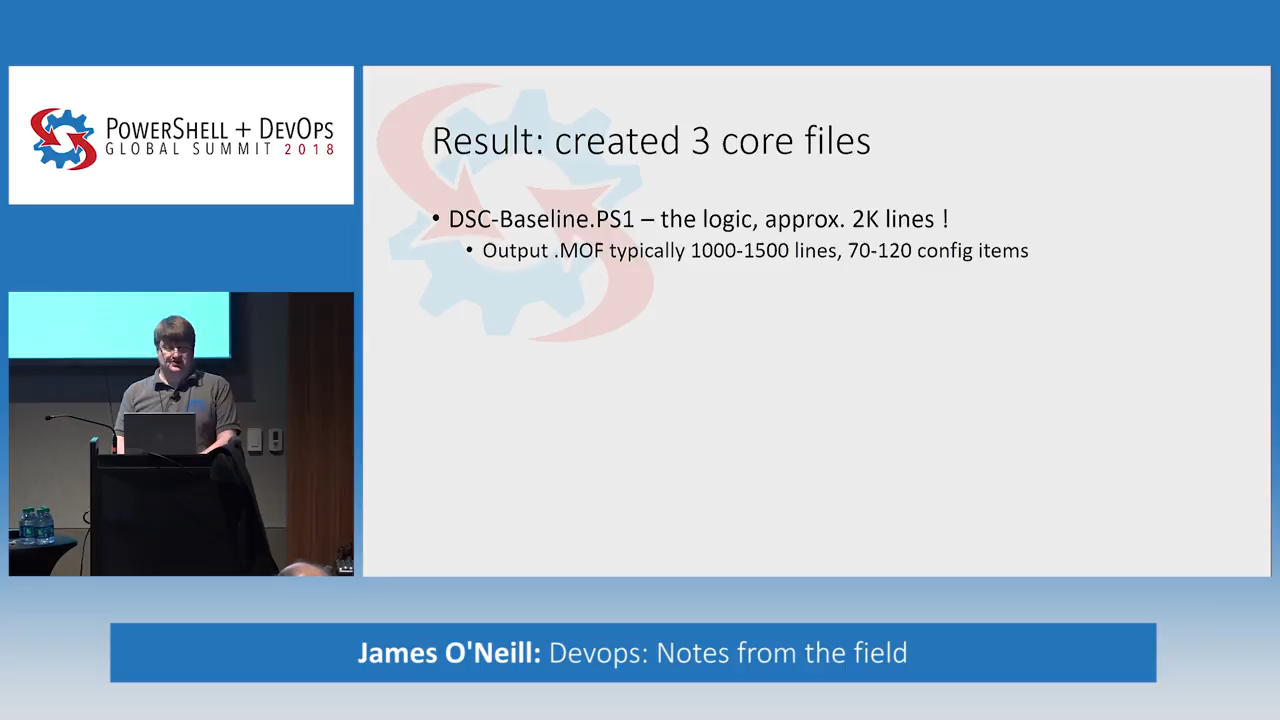 POWERSHELL + DEVOPS
GLOBAL SUMMIT 2018
Result: created 3 core files
• DSC-Baseline.PS1 – the logic, approx. 2K lines !
• Output .MOF typically 1000-1500 lines, 70-120 config items
James O'Neill: Devops: Notes from the field